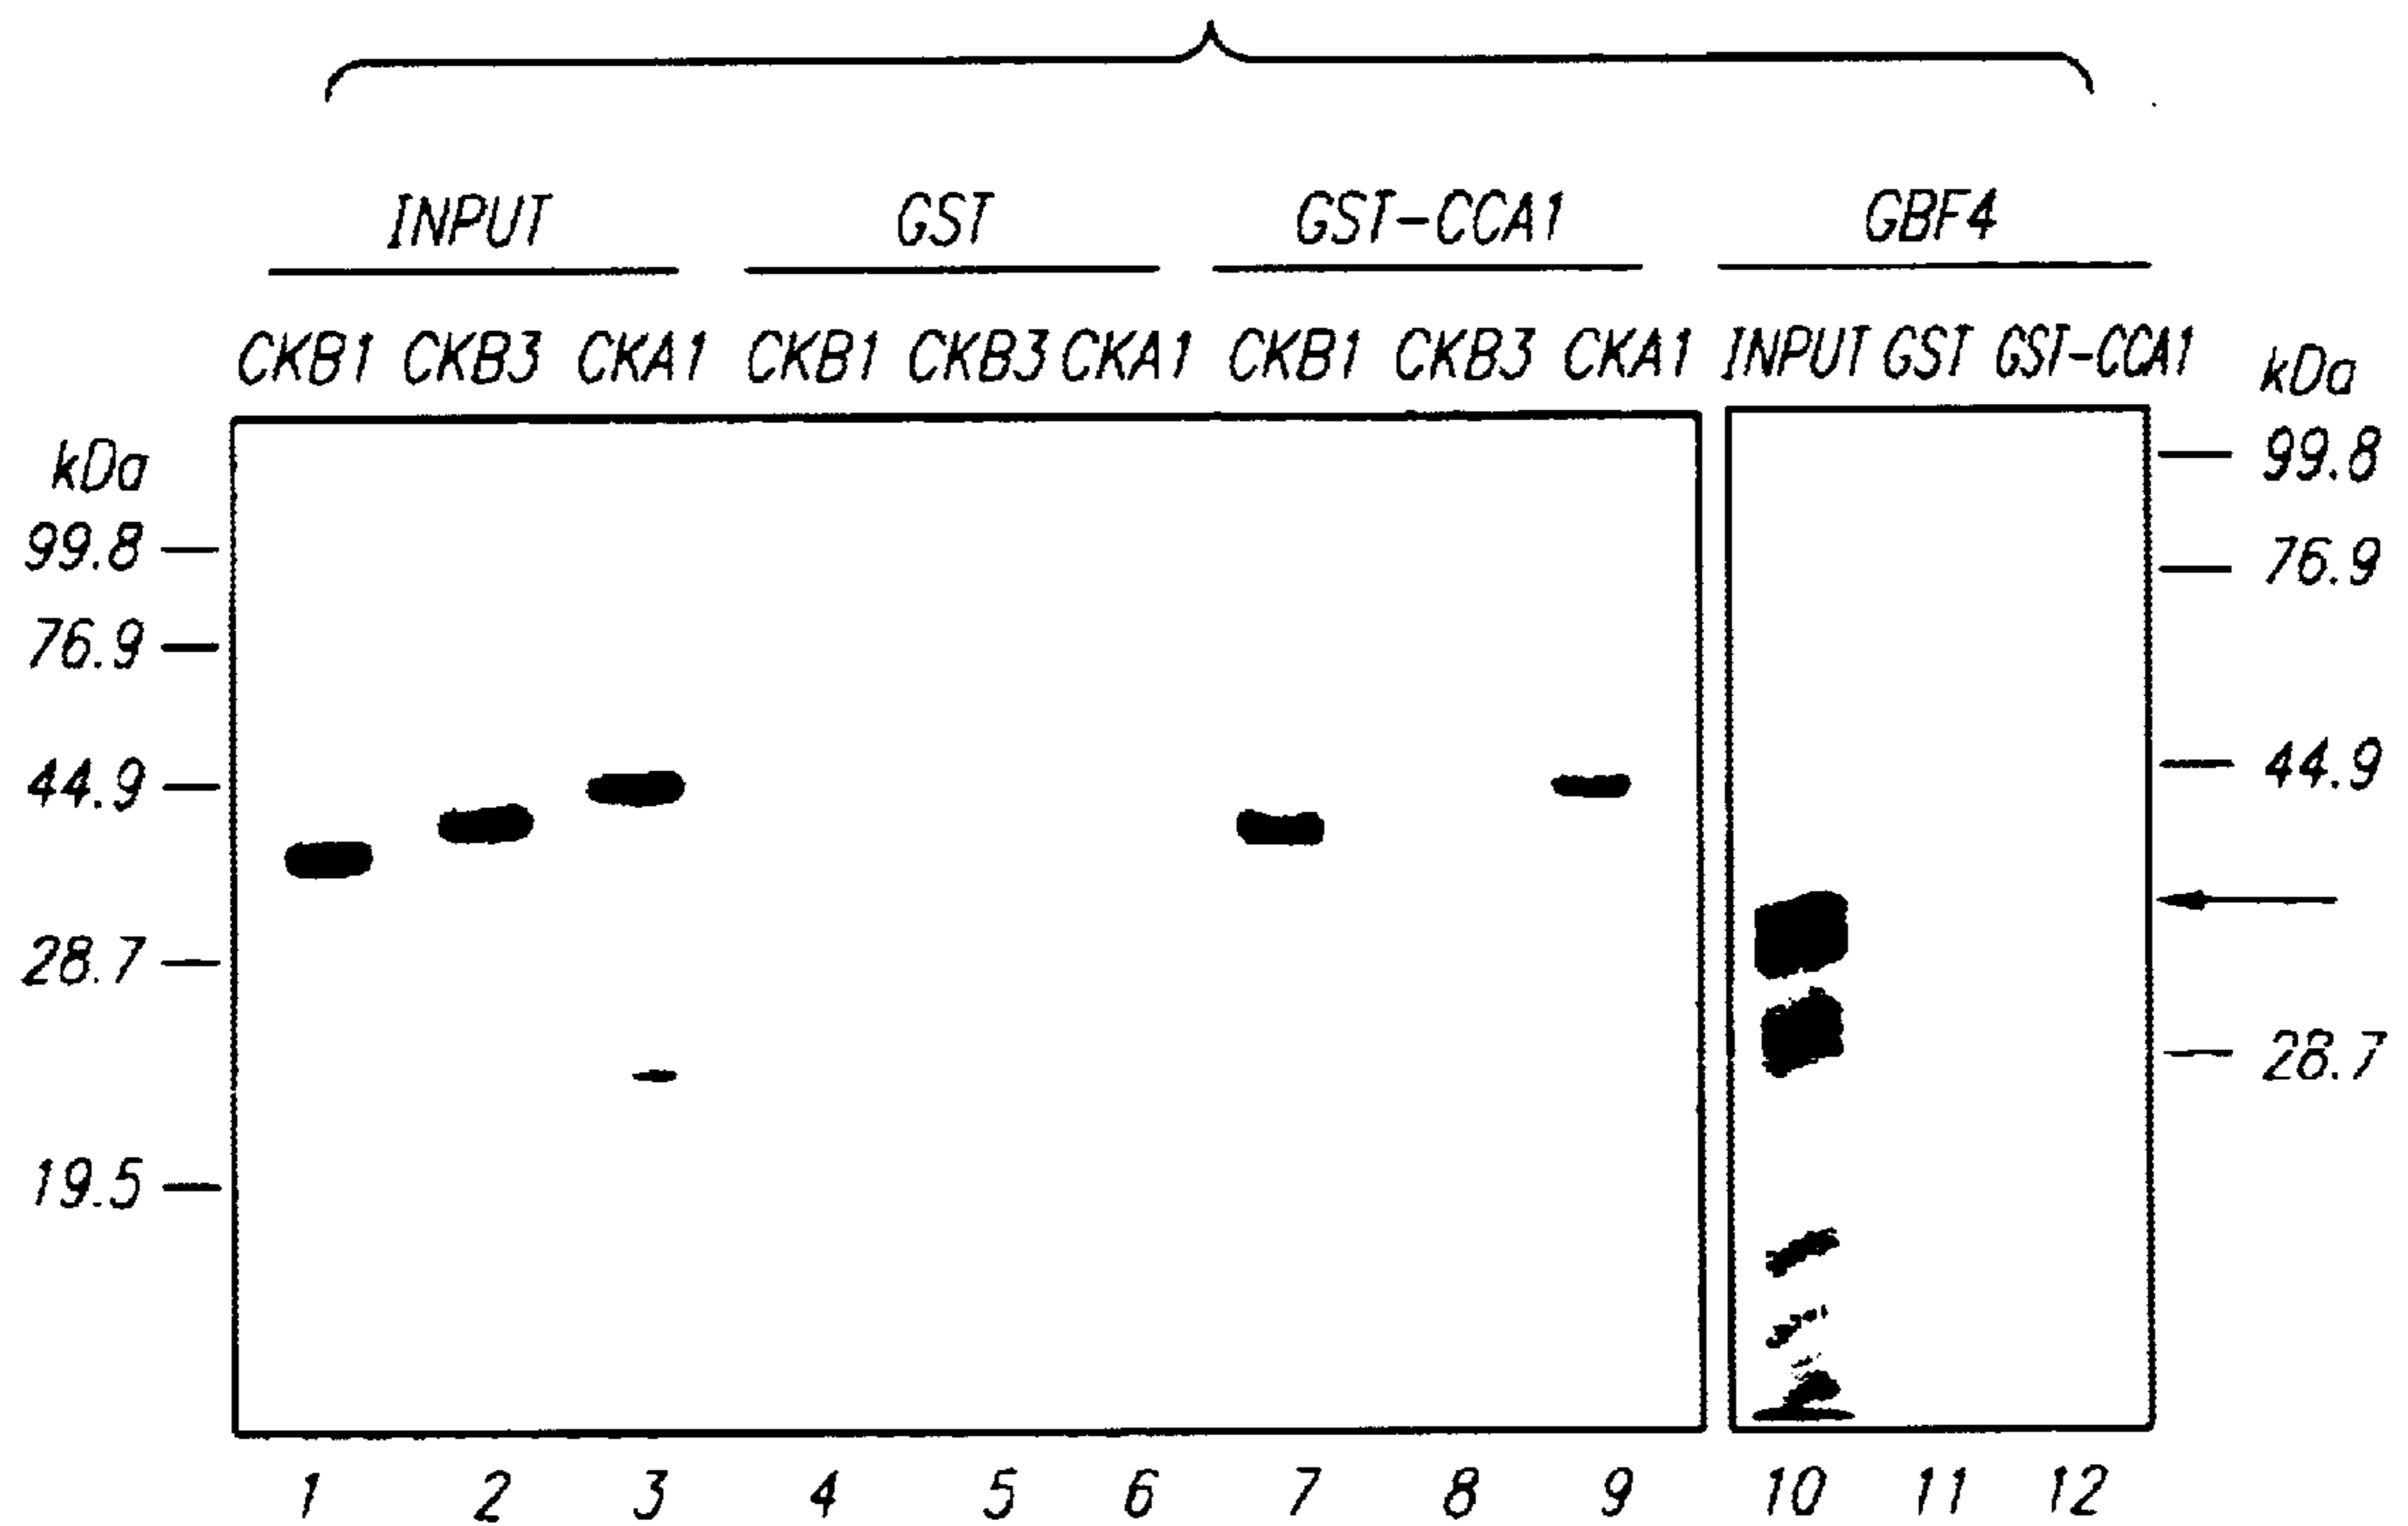 INPUT GST GST-CCA1 GBF4
CKB1 CKB3 CKA1 CKB1 CKB3 CKA1 CKB1 CKB3 CKA1 INPUT GST GST-CCA1 kDa
kDa
99.8
76.9
44.9
28.7
19.5
99.8
76.9
44.9
28.7
1 2 3 4 5 6 7 8 9 10 11 12